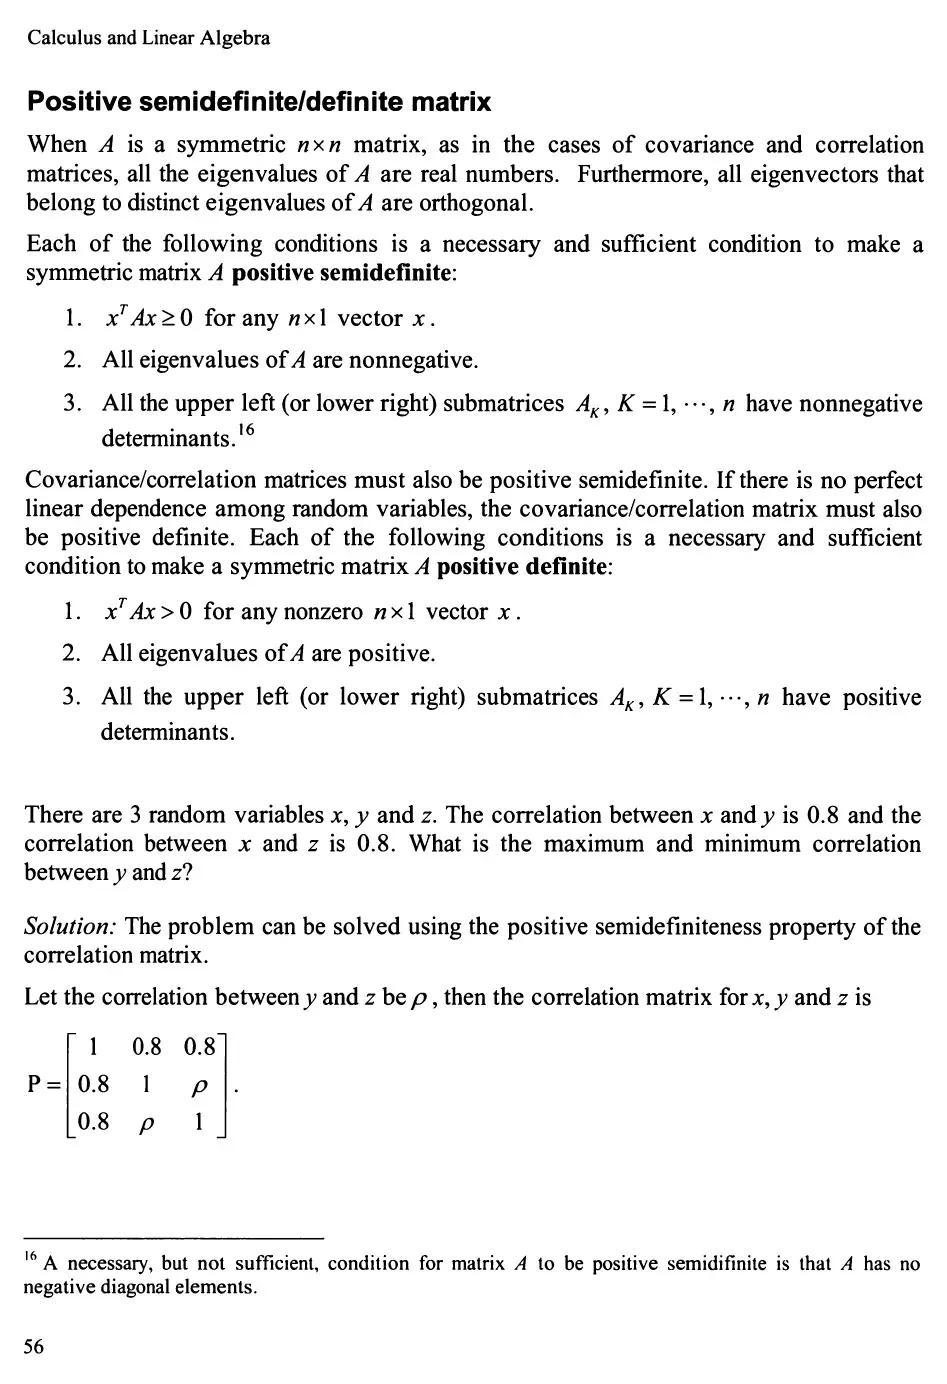 Calculus and Linear Algebra
Positive semidefinite/definite matrix
When A is a symmetric n×n matrix, as in the cases of covariance and correlation
matrices, all the eigenvalues of A are real numbers. Furthermore, all eigenvectors that
belong to distinct eigenvalues of A are orthogonal.
Each of the following conditions is a necessary and sufficient condition to make a
symmetric matrix A positive semidefinite:
1. xᵀAx ≥ 0 for any n×1 vector x.
2. All eigenvalues of A are nonnegative.
3. All the upper left (or lower right) submatrices A_K, K = 1, ···, n have nonnegative
determinants.¹⁶
Covariance/correlation matrices must also be positive semidefinite. If there is no perfect
linear dependence among random variables, the covariance/correlation matrix must also
be positive definite. Each of the following conditions is a necessary and sufficient
condition to make a symmetric matrix A positive definite:
1. xᵀAx > 0 for any nonzero n×1 vector x.
2. All eigenvalues of A are positive.
3. All the upper left (or lower right) submatrices A_K, K = 1, ···, n have positive
determinants.
There are 3 random variables x, y and z. The correlation between x and y is 0.8 and the
correlation between x and z is 0.8. What is the maximum and minimum correlation
between y and z?
Solution: The problem can be solved using the positive semidefiniteness property of the
correlation matrix.
Let the correlation between y and z be ρ, then the correlation matrix for x, y and z is
1 0.8 0.8
P = 0.8 1 ρ .
0.8 ρ 1
¹⁶ A necessary, but not sufficient, condition for matrix A to be positive semidifinite is that A has no
negative diagonal elements.
56